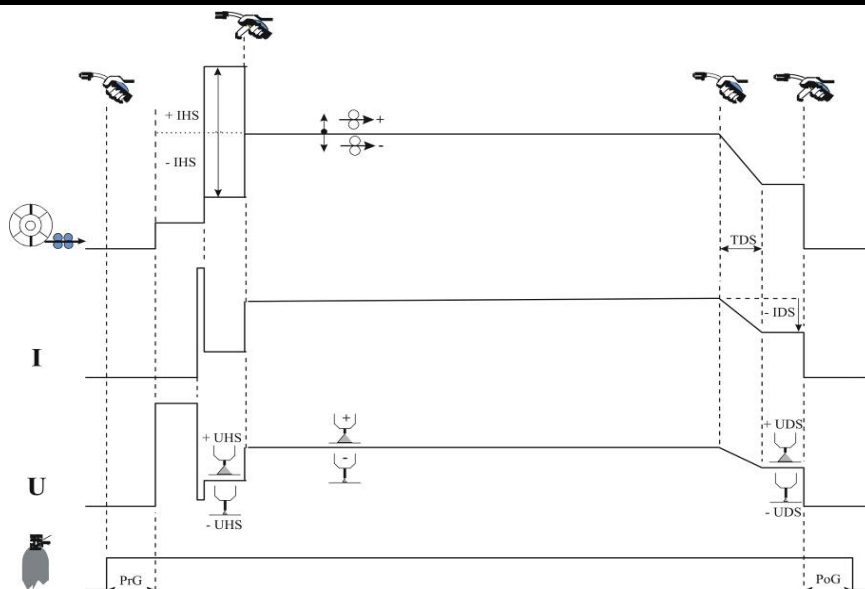 + IHS
+
- IHS
-
TDS
- IDS
I
+
+ UHS
+ UDS
-
U
- UHS
- UDS
PrG
PoG